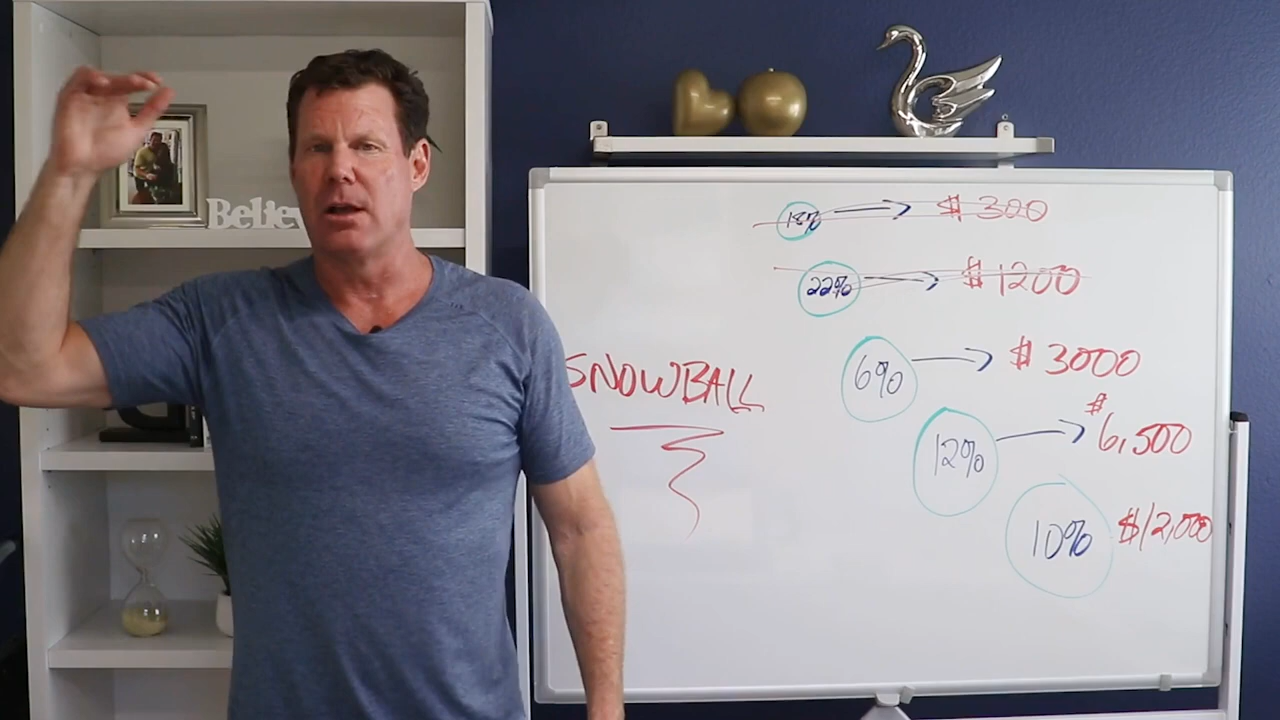 Believ
18% → $ 300
22% → $ 1200
SNOWBALL
6% → $ 3000
12% → $ 6,500
10% $12,000